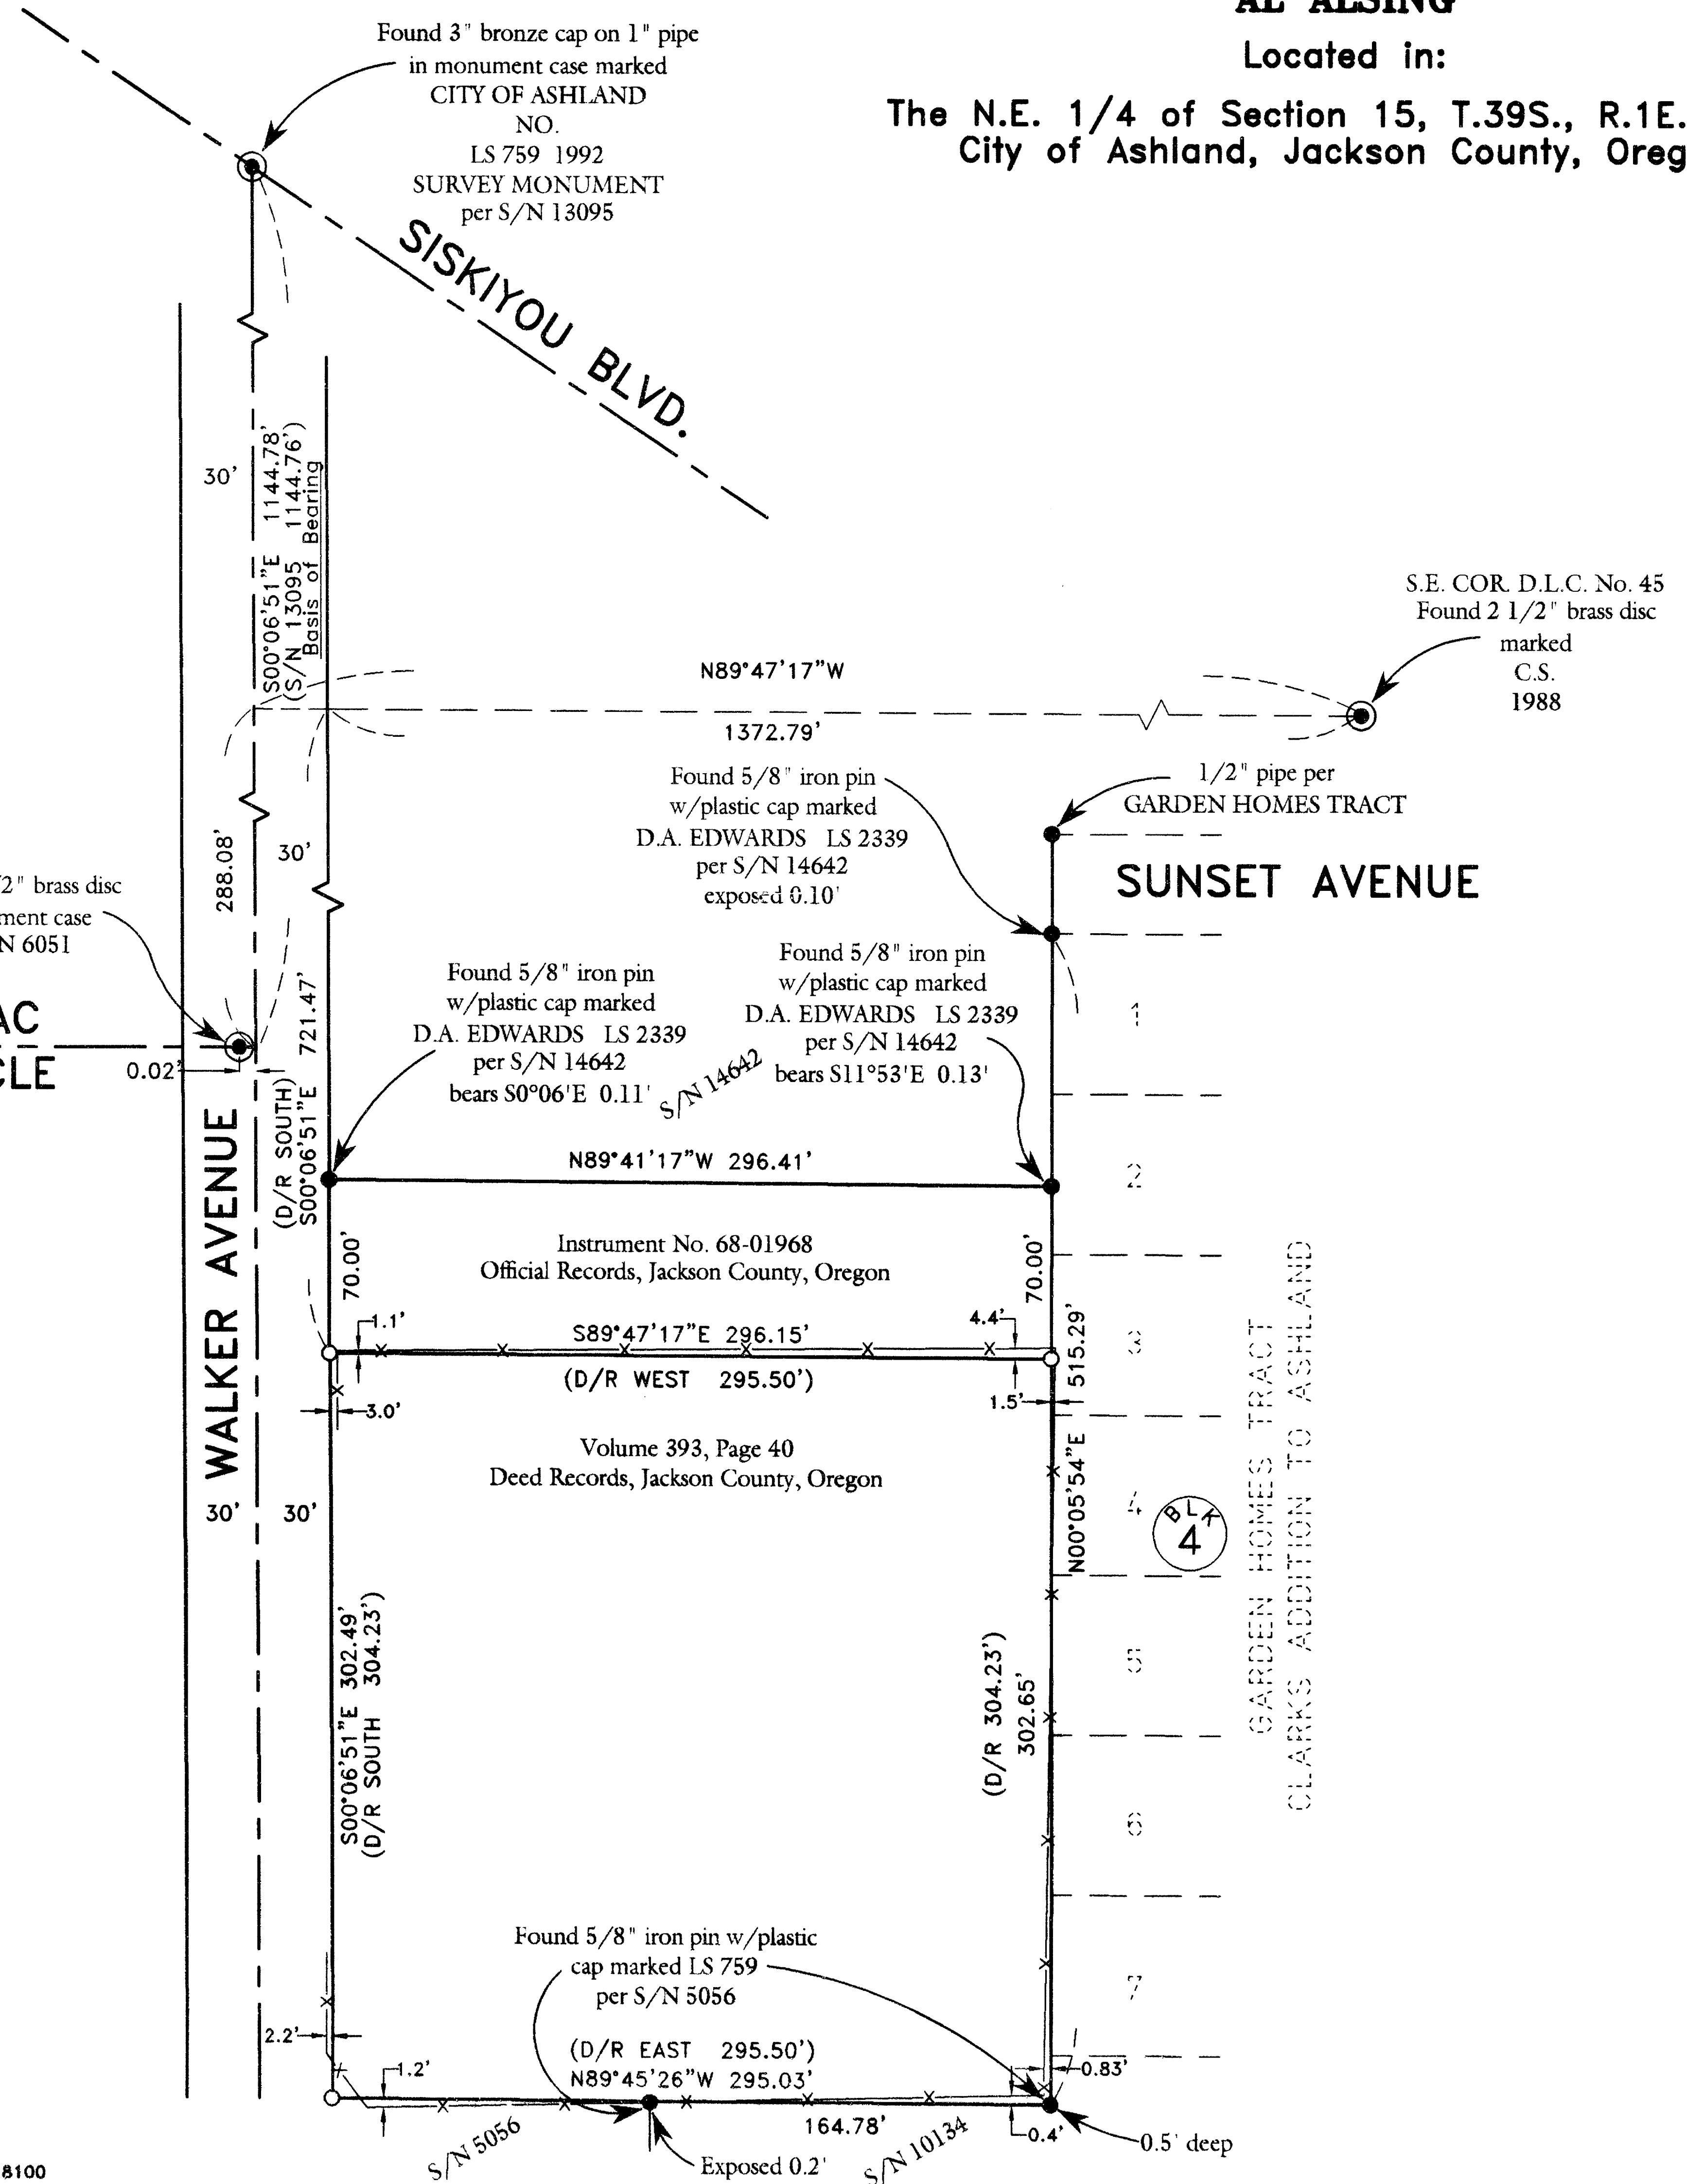 AL ALSING
Located in:
The N.E. 1/4 of Section 15, T.39S., R.1E.
City of Ashland, Jackson County, Oreg
Found 3" bronze cap on 1" pipe
in monument case marked
CITY OF ASHLAND
NO.
LS 759 1992
SURVEY MONUMENT
per S/N 13095
SISKIYOU BLVD.
30'
S00°06'51"E 1144.78'
(S/N 13095 1144.76')
Basis of Bearing
S.E. COR. D.L.C. No. 45
Found 2 1/2" brass disc
marked
C.S.
1988
N89°47'17"W
1372.79'
Found 5/8" iron pin
w/plastic cap marked
D.A. EDWARDS LS 2339
per S/N 14642
exposed 0.10'
1/2" pipe per
GARDEN HOMES TRACT
SUNSET AVENUE
288.08'
30'
/2" brass disc
ment case
N 6051
AC
CLE
0.02'
Found 5/8" iron pin
w/plastic cap marked
D.A. EDWARDS LS 2339
per S/N 14642
bears S0°06'E 0.11'
S/N 14642
Found 5/8" iron pin
w/plastic cap marked
D.A. EDWARDS LS 2339
per S/N 14642
bears S11°53'E 0.13'
(D/R SOUTH)
S00°06'51"E 721.47'
WALKER AVENUE
N89°41'17"W 296.41'
Instrument No. 68-01968
Official Records, Jackson County, Oregon
70.00'
70.00'
1.1'
4.4'
S89°47'17"E 296.15'
(D/R WEST 295.50')
3.0'
1.5'
Volume 393, Page 40
Deed Records, Jackson County, Oregon
30'
30'
N00°05'54"E 515.29'
1
2
3
4
5
6
7
BLK
4
GARDEN HOMES TRACT
CLARKS ADDITION TO ASHLAND
S00°06'51"E 302.49'
(D/R SOUTH 304.23')
(D/R 304.23')
302.65'
Found 5/8" iron pin w/plastic
cap marked LS 759
per S/N 5056
2.2'
1.2'
(D/R EAST 295.50')
N89°45'26"W 295.03'
0.83'
164.78'
0.4'
0.5' deep
S/N 5056
Exposed 0.2'
S/N 10134
8100